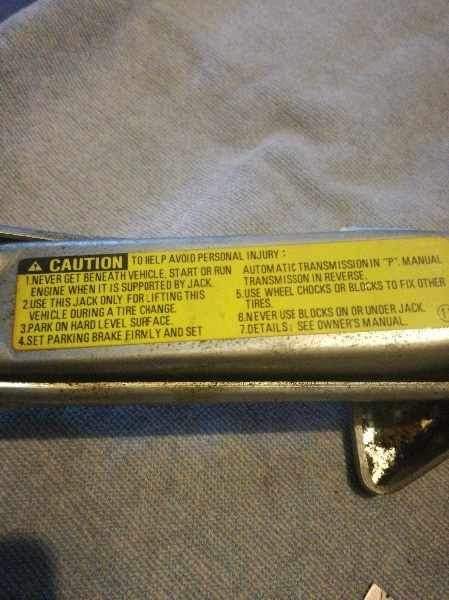 CAUTION TO HELP AVOID PERSONAL INJURY:
1.NEVER GET BENEATH VEHICLE, START OR RUN
ENGINE WHEN IT IS SUPPORTED BY JACK.
2.USE THIS JACK ONLY FOR LIFTING THIS
VEHICLE DURING A TIRE CHANGE.
3.PARK ON HARD LEVEL SURFACE.
4.SET PARKING BRAKE FIRMLY AND SET
AUTOMATIC TRANSMISSION IN "P". MANUAL
TRANSMISSON IN REVERSE.
5.USE WHEEL CHOCKS OR BLOCKS TO FIX OTHER
TIRES.
6.NEVER USE BLOCKS ON OR UNDER JACK.
7.DETAILS: SEE OWNER'S MANUAL.